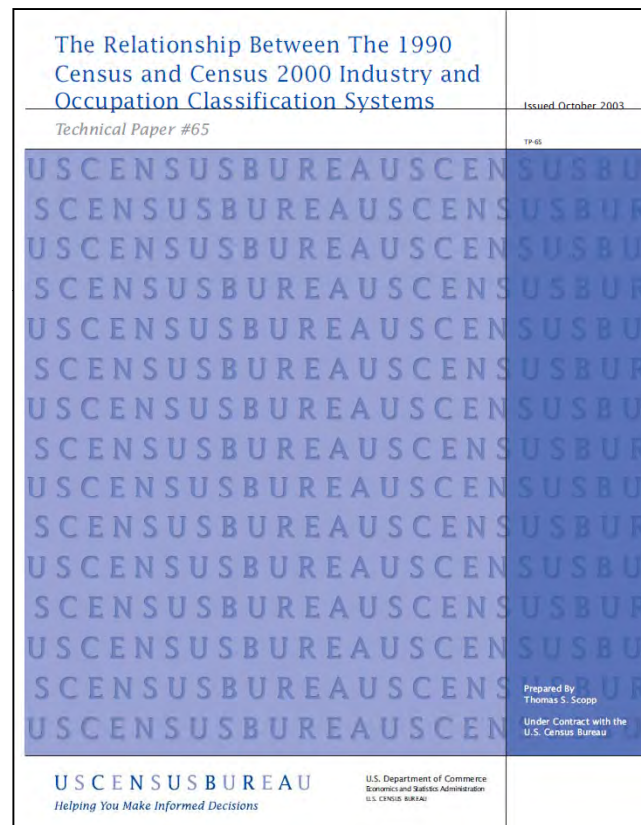 The Relationship Between The 1990
Census and Census 2000 Industry and
Occupation Classification Systems
Issued October 2003
Technical Paper #65
TP-65
USCENSUSBUREAUSCENSUSBU
SCENSUSBUREAUSCENSUSBUR
USCENSUSBUREAUSCENSUSBU
SCENSUSBUREAUSCENSUSBUR
USCENSUSBUREAUSCENSUSBU
SCENSUSBUREAUSCENSUSBUR
USCENSUSBUREAUSCENSUSBU
SCENSUSBUREAUSCENSUSBUR
USCENSUSBUREAUSCENSUSBU
SCENSUSBUREAUSCENSUSBUR
USCENSUSBUREAUSCENSUSBU
SCENSUSBUREAUSCENSUSBUR
USCENSUSBUREAUSCENSUSBU
SCENSUSBUREAUSCENSUSBUR
USCENSUSBUREAUSCENSUSBU
Prepared By
Thomas S. Scopp
Under Contract with the
U.S. Census Bureau
USCENSUSBUREAU
Helping You Make Informed Decisions
U.S. Department of Commerce
Economics and Statistics Administration
U.S. CENSUS BUREAU